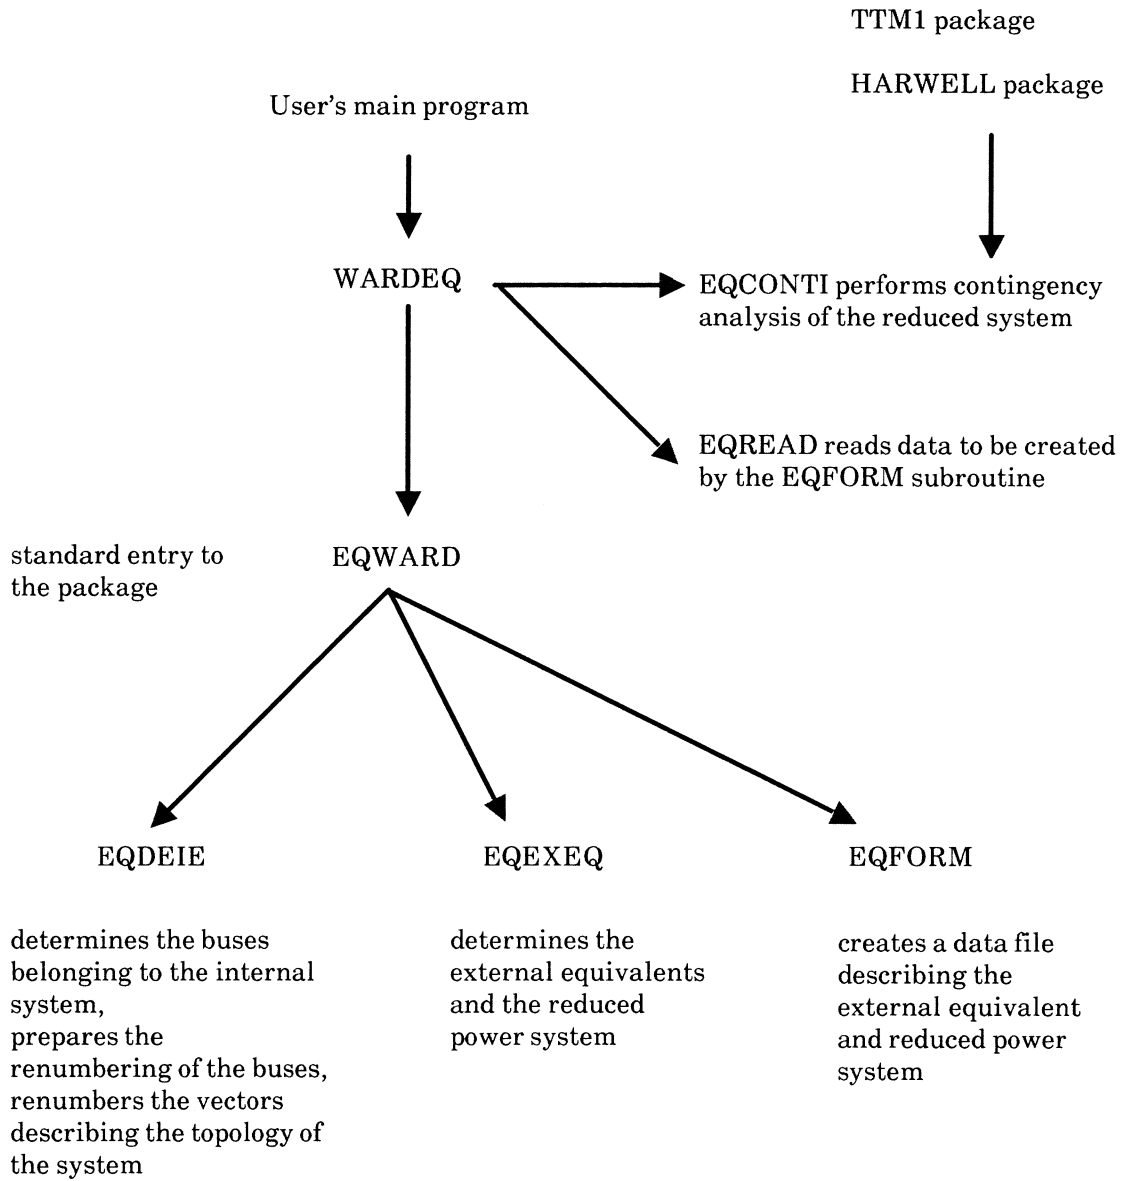 TTM1 package
HARWELL package
User's main program
WARDEQ
EQCONTI performs contingency
analysis of the reduced system
EQREAD reads data to be created
by the EQFORM subroutine
standard entry to
the package
EQWARD
EQDEIE
determines the buses
belonging to the internal
system,
prepares the
renumbering of the buses,
renumbers the vectors
describing the topology of
the system
EQEXEQ
determines the
external equivalents
and the reduced
power system
EQFORM
creates a data file
describing the
external equivalent
and reduced power
system